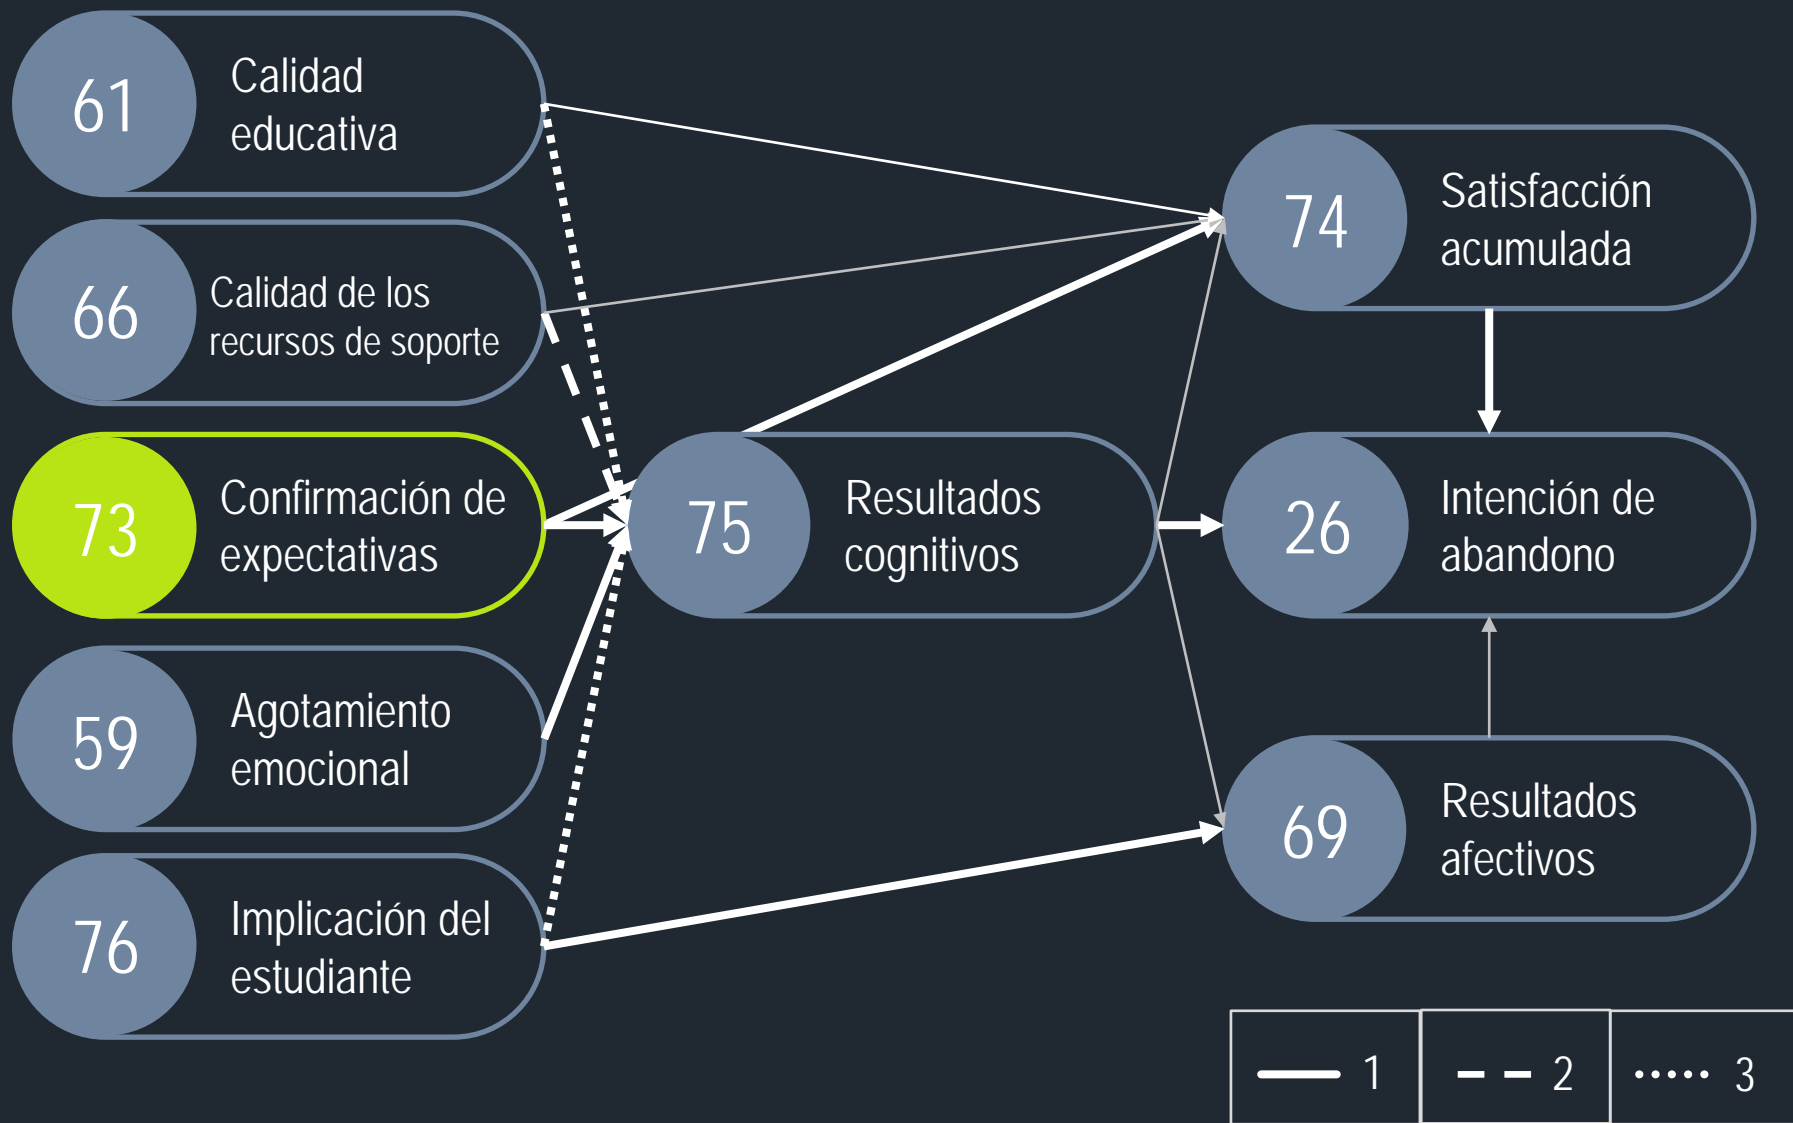 61
Calidad
educativa
66
Calidad de los
recursos de soporte
73
Confirmación de
expectativas
59
Agotamiento
emocional
76
Implicación del
estudiante
75
Resultados
cognitivos
74
Satisfacción
acumulada
26
Intención de
abandono
69
Resultados
afectivos
1
2
3